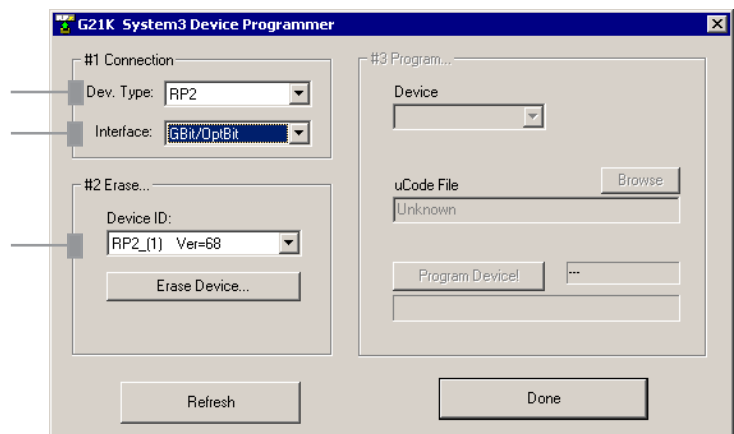 G21K System3 Device Programmer
#1 Connection
Dev. Type: RP2
Interface: GBit/OptBit
#2 Erase...
Device ID:
RP2_(1) Ver=68
Erase Device...
Refresh
#3 Program...
Device
uCode File
Browse
Unknown
Program Device!
---
Done